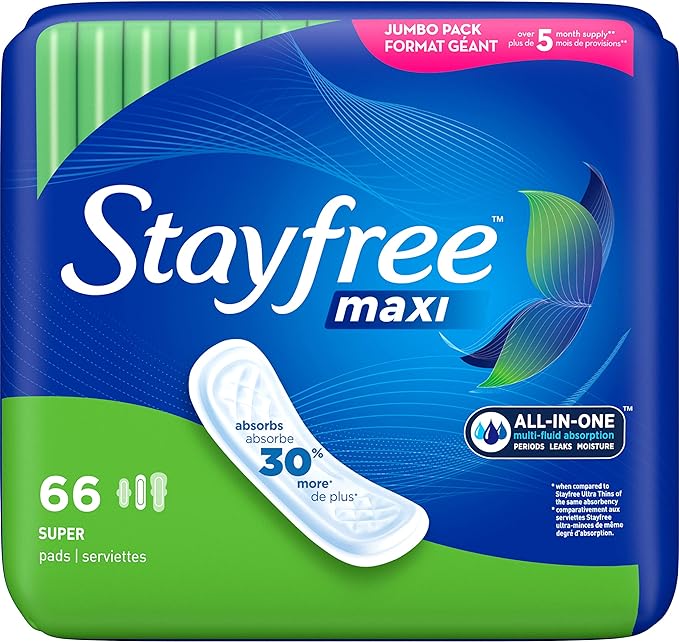 JUMBO PACK
FORMAT GÉANT
over 5 month supply**
plus de mois de provisions**
Stayfree™
maxi
absorbs
absorbe
30%
more*
de plus*
ALL-IN-ONE™
multi-fluid absorption
PERIODS LEAKS MOISTURE
66
SUPER
pads | serviettes
* when compared to
Stayfree Ultra Thins of
the same absorbency
* comparativement aux
serviettes Stayfree
ultra-minces de même
degré d'absorption.